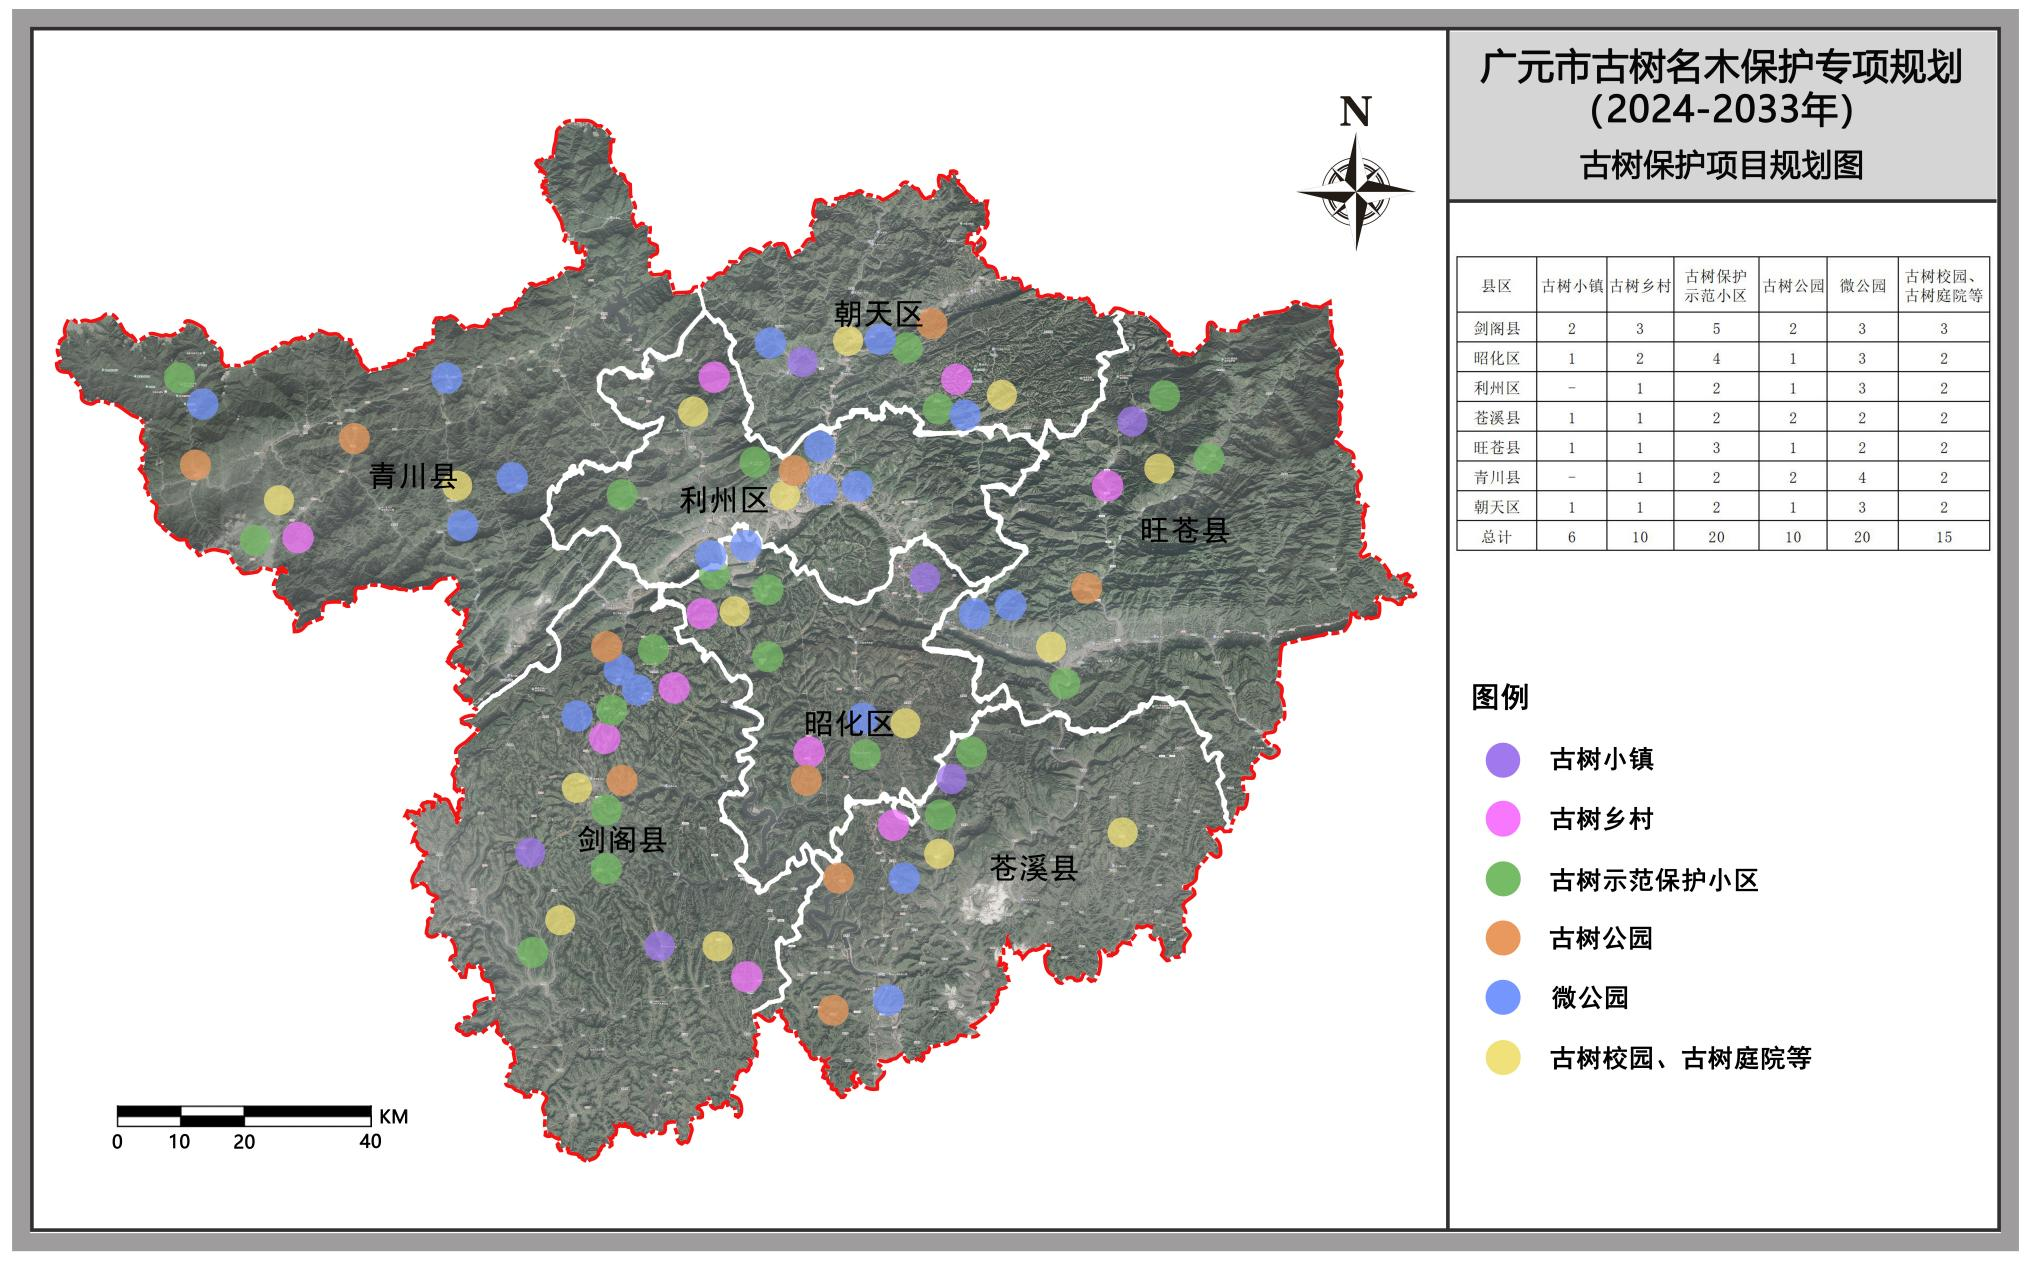 广元市古树名木保护专项规划
（2024-2033年）
古树保护项目规划图
N
朝天区
青川县
利州区
旺苍县
昭化区
剑阁县
苍溪县
KM
0 10 20 40
县区 古树小镇 古树乡村 古树保护示范小区 古树公园 微公园 古树校园、古树庭院等
剑阁县 2 3 5 2 3 3
昭化区 1 2 4 1 3 2
利州区 - 1 2 1 3 2
苍溪县 1 1 2 2 2 2
旺苍县 1 1 3 1 2 2
青川县 - 1 2 2 4 2
朝天区 1 1 2 1 3 2
总计 6 10 20 10 20 15
图例
古树小镇
古树乡村
古树示范保护小区
古树公园
微公园
古树校园、古树庭院等